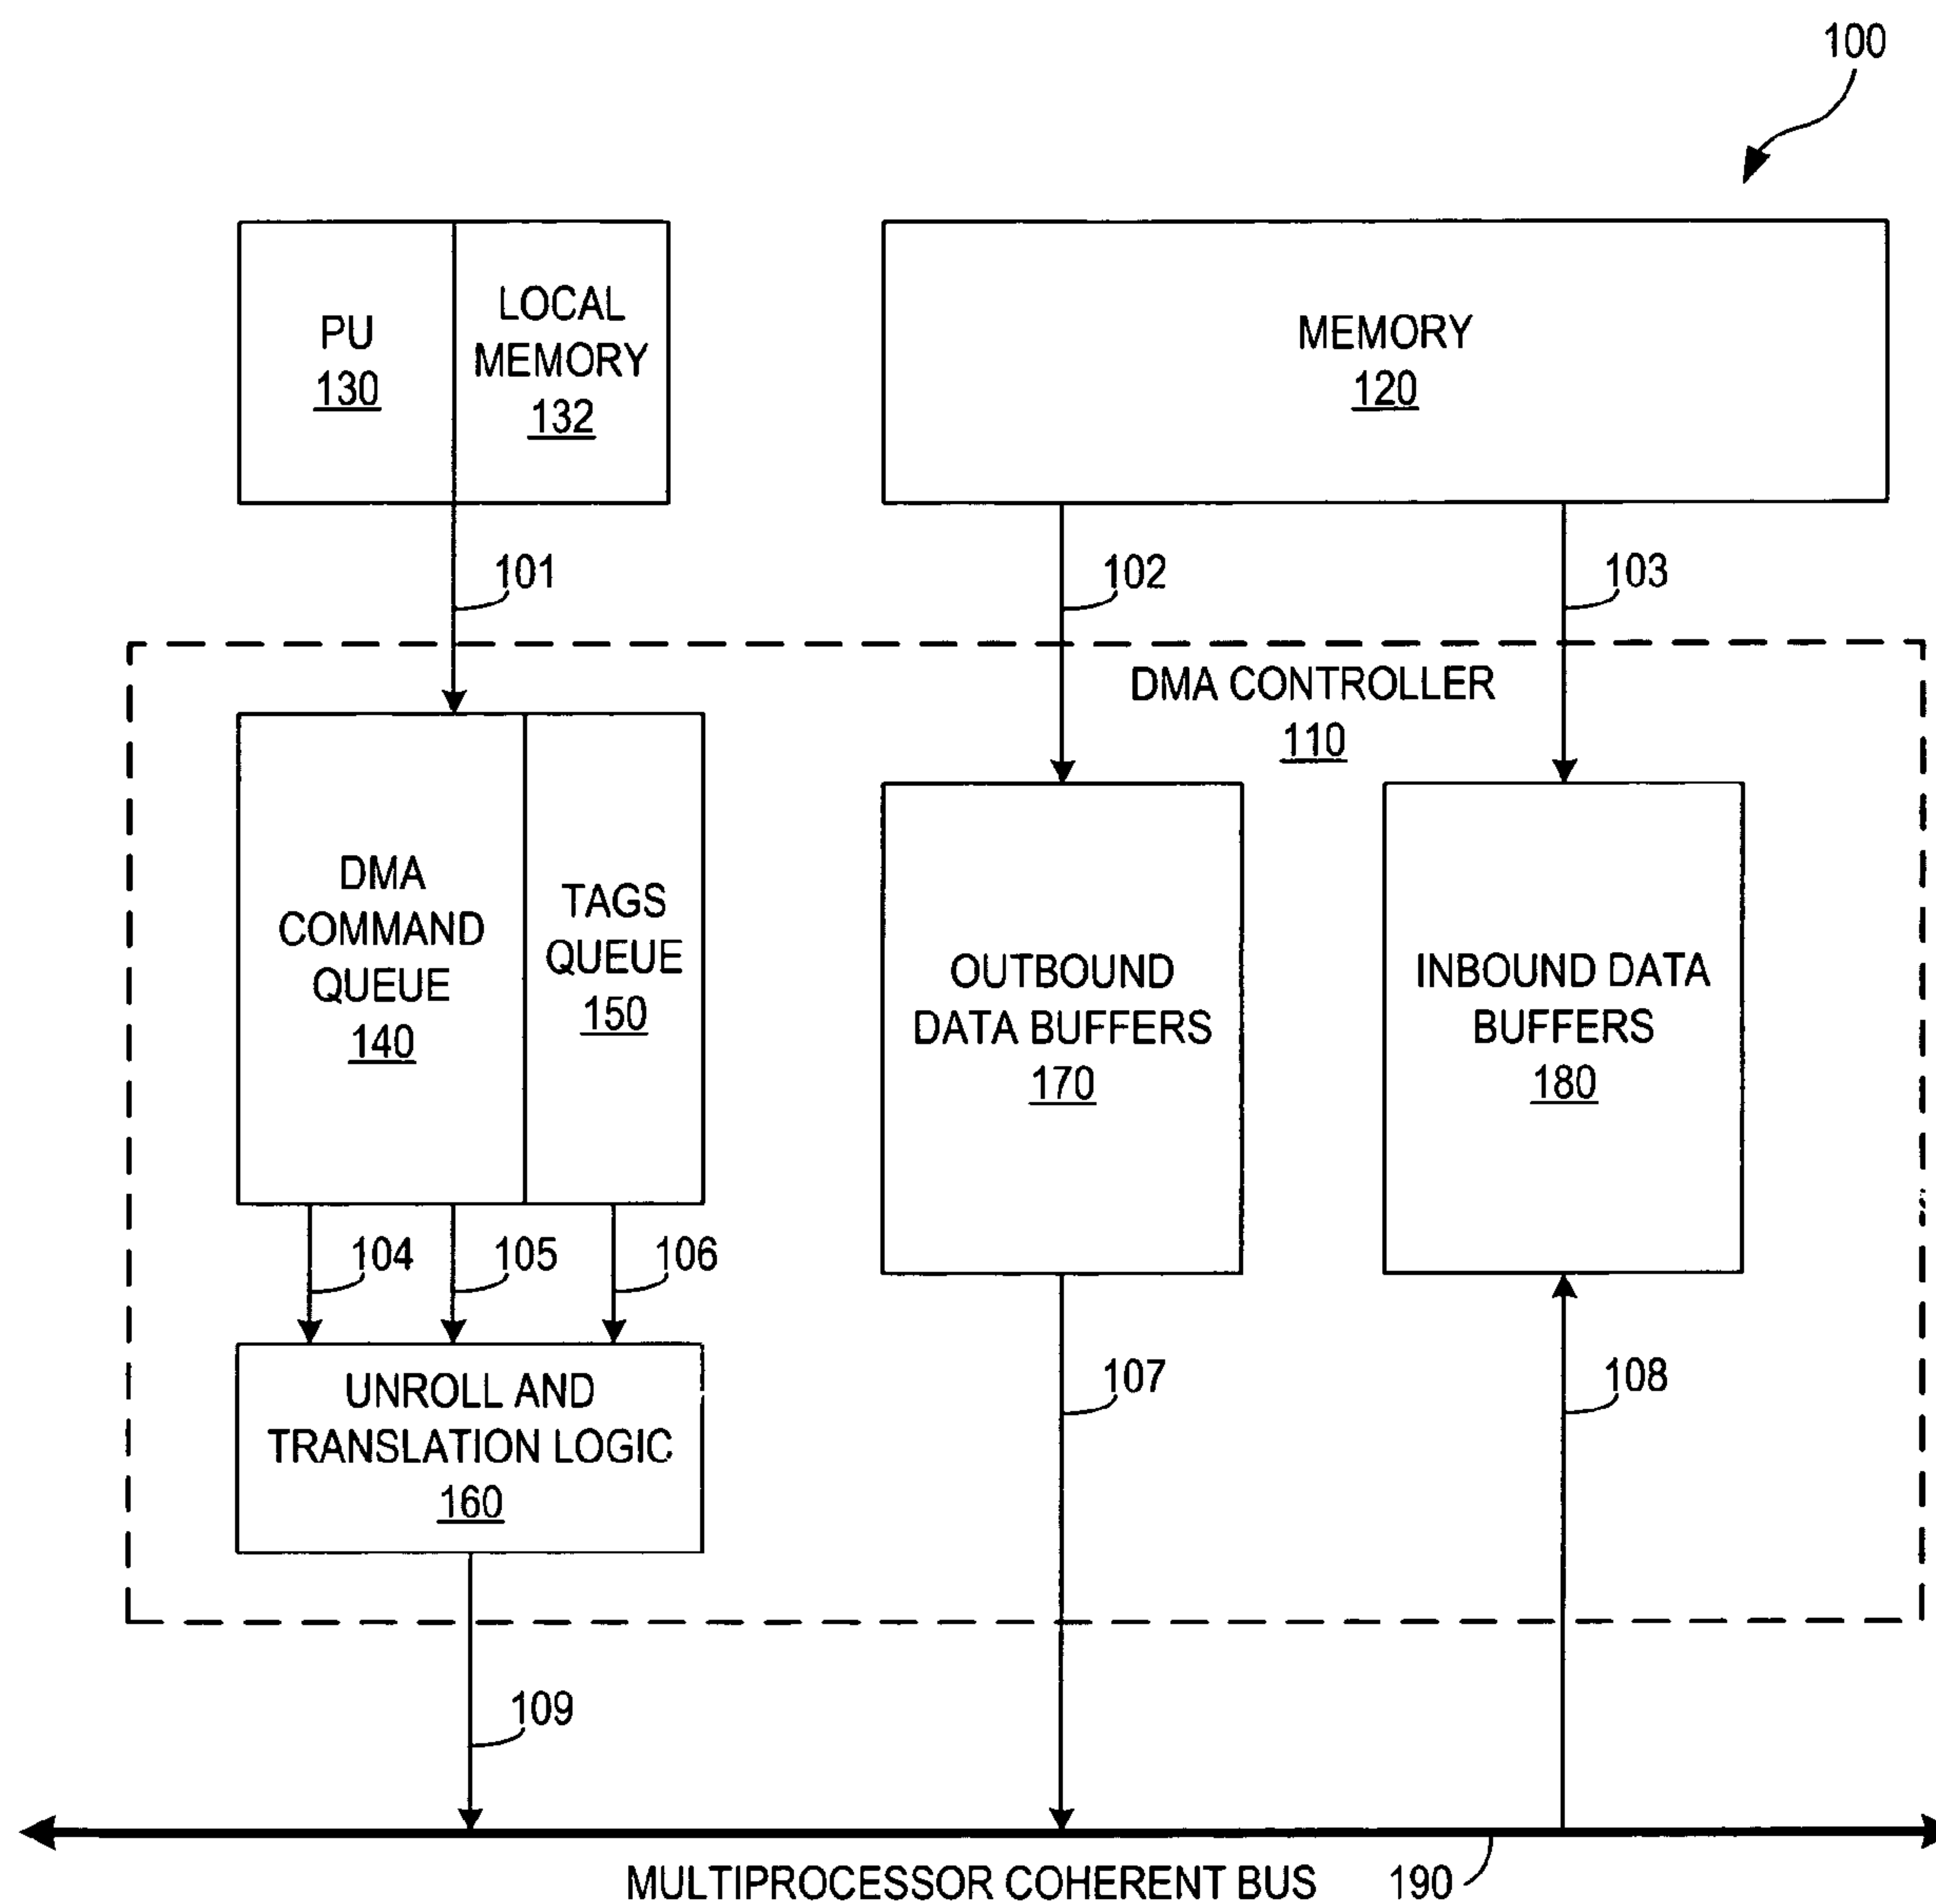 100
PU
130
LOCAL
MEMORY
132
MEMORY
120
101
102
103
DMA CONTROLLER
110
DMA
COMMAND
QUEUE
140
TAGS
QUEUE
150
OUTBOUND
DATA BUFFERS
170
INBOUND DATA
BUFFERS
180
104
105
106
UNROLL AND
TRANSLATION LOGIC
160
107
108
109
MULTIPROCESSOR COHERENT BUS
190